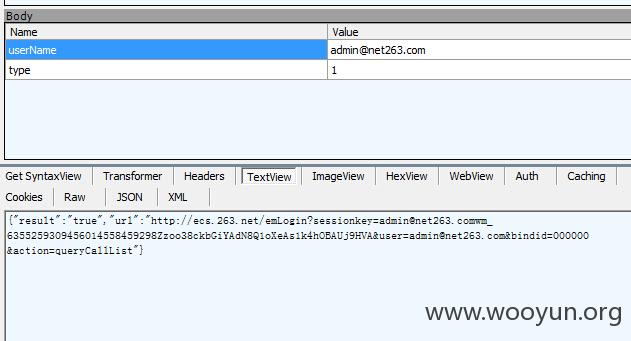 Body
Name Value
userName admin@net263.com
type 1
Get SyntaxView Transformer Headers TextView ImageView HexView WebView Auth Caching
Cookies Raw JSON XML
{"result":"true","url":"http://ecs.263.net/emLogin?sessionkey=admin@net263.comwm_
6355259309456014558459298Zzoo38ckbGiYAdN8QioXeAs1k4hOBAUj9HVA&user=admin@net263.com&bindid=000000
&action=queryCallList"}
www.wooyun.org